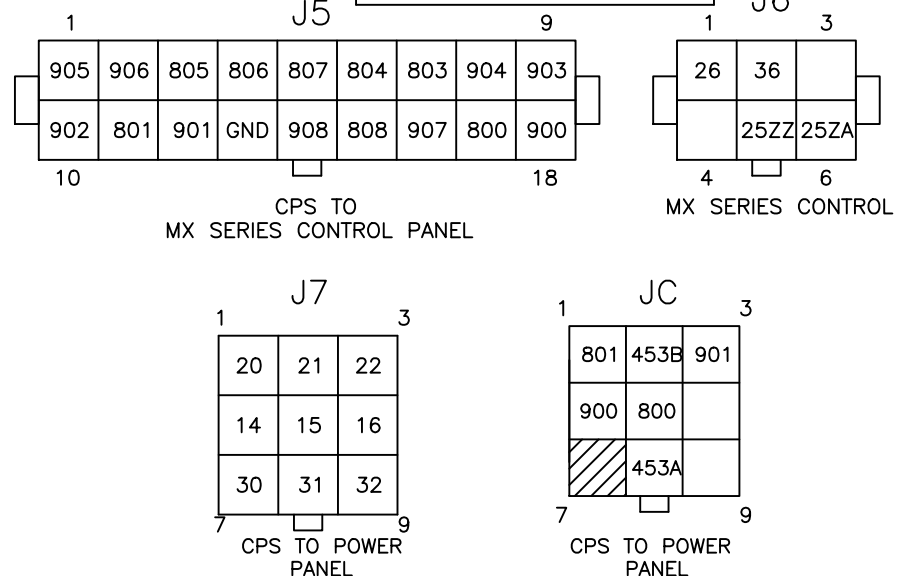 J5
J6
1 9
905 906 805 806 807 804 803 904 903
902 801 901 GND 908 808 907 800 900
10 18
CPS TO
MX SERIES CONTROL PANEL
1 3
26 36
25ZZ 25ZA
4 6
MX SERIES CONTROL
J7
1 3
20 21 22
14 15 16
30 31 32
7 9
CPS TO POWER
PANEL
JC
1 3
801 453B 901
900 800
453A
7 9
CPS TO POWER
PANEL